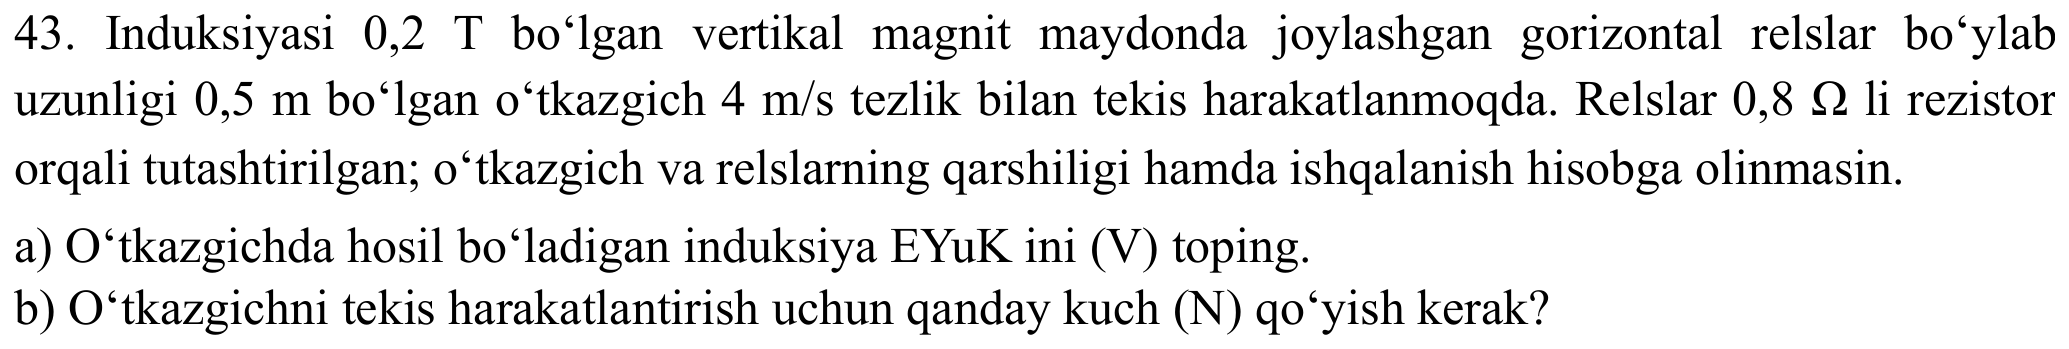 43. Induksiyasi 0,2 T bo‘lgan vertikal magnit maydonda joylashgan gorizontal relslar bo‘ylab
uzunligi 0,5 m bo‘lgan o‘tkazgich 4 m/s tezlik bilan tekis harakatlanmoqda. Relslar 0,8 Ω li rezistor
orqali tutashtirilgan; o‘tkazgich va relslarning qarshiligi hamda ishqalanish hisobga olinmasin.
a) O‘tkazgichda hosil bo‘ladigan induksiya EYuK ini (V) toping.
b) O‘tkazgichni tekis harakatlantirish uchun qanday kuch (N) qo‘yish kerak?